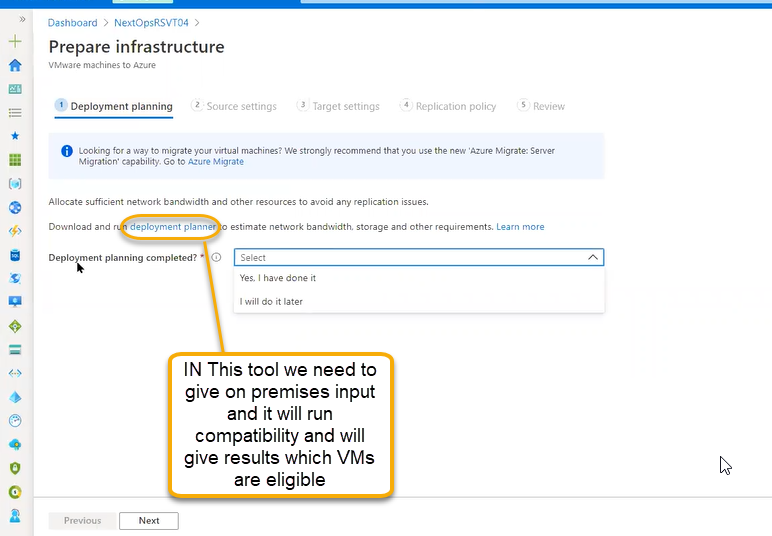 Dashboard > NextOpsRSVT04 >
Prepare infrastructure
VMware machines to Azure
1 Deployment planning 2 Source settings 3 Target settings 4 Replication policy 5 Review
Looking for a way to migrate your virtual machines? We strongly recommend that you use the new 'Azure Migrate: Server
Migration' capability. Go to Azure Migrate
Allocate sufficient network bandwidth and other resources to avoid any replication issues.
Download and run deployment planner to estimate network bandwidth, storage and other requirements. Learn more
Deployment planning completed? * Select
Yes, I have done it
I will do it later
IN This tool we need to
give on premises input
and it will run
compatibility and will
give results which VMs
are eligible
Previous Next